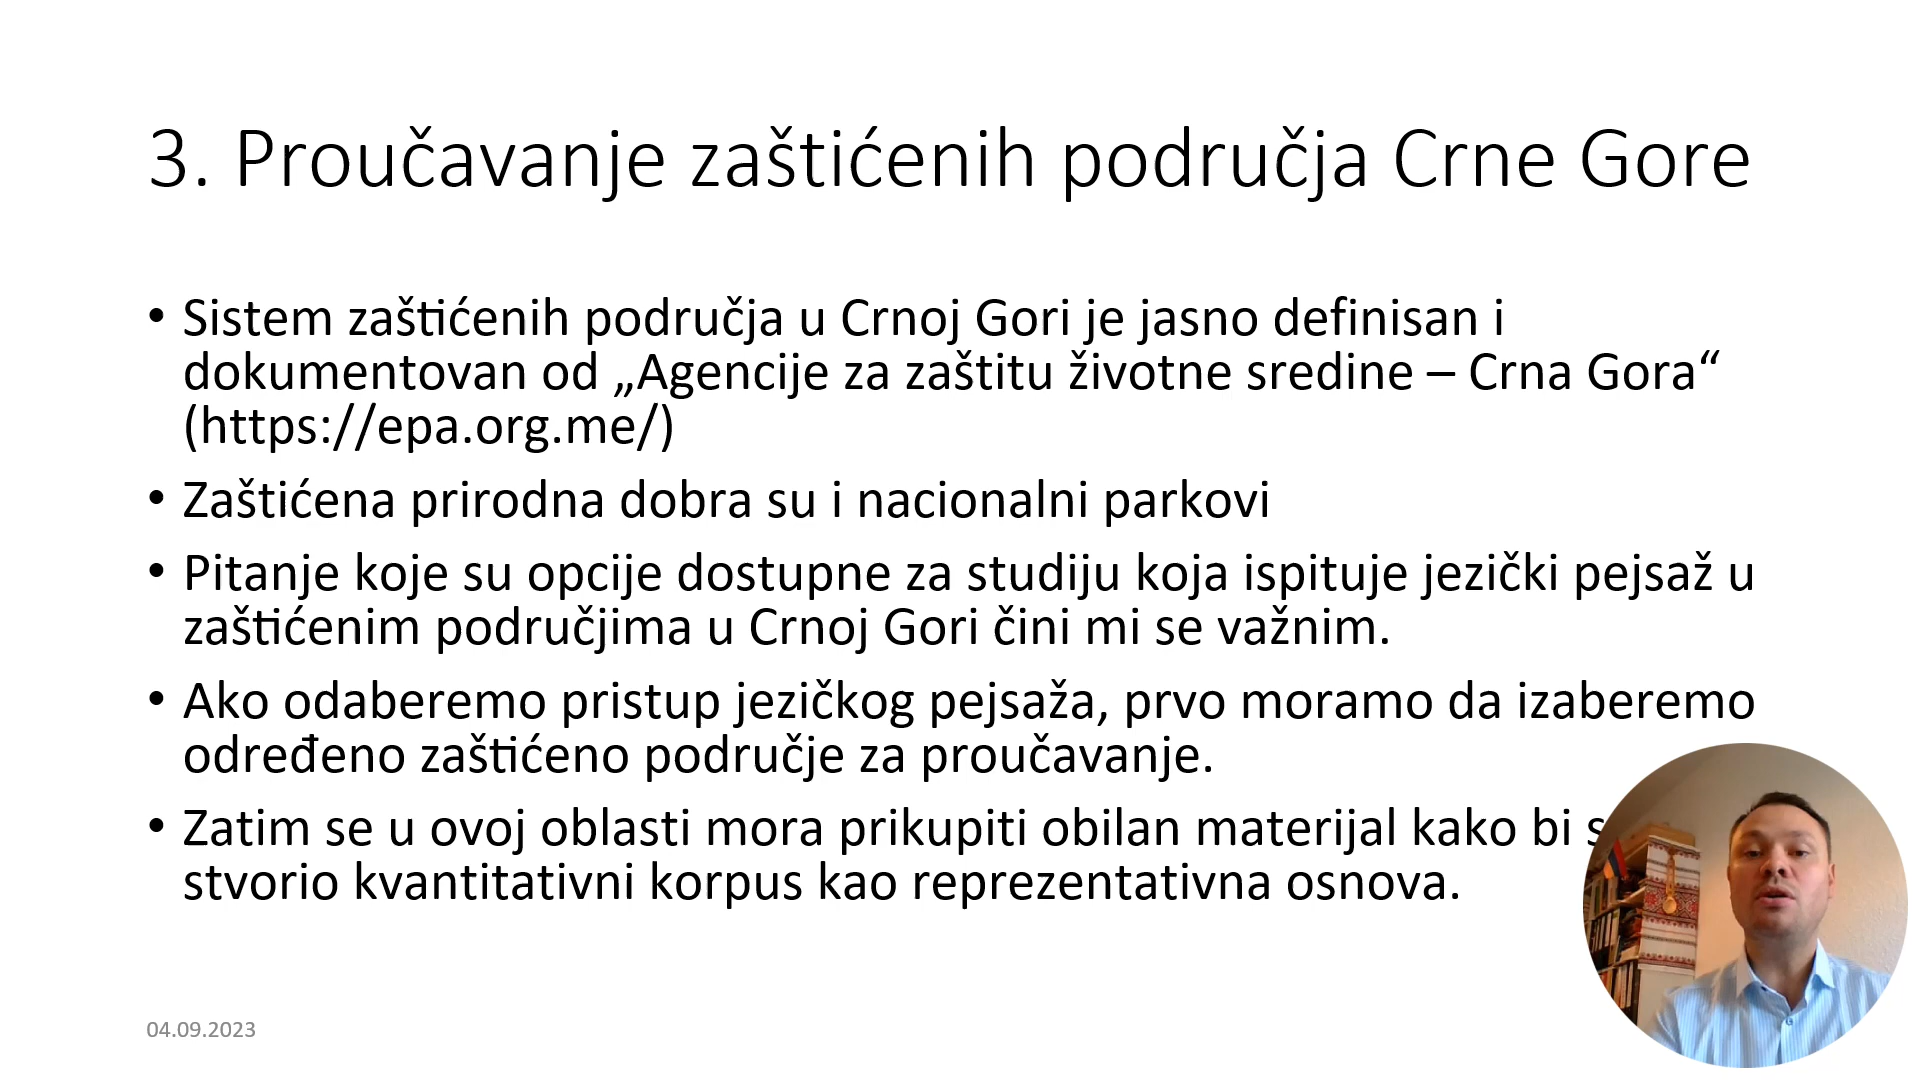 3. Proučavanje zaštićenih područja Crne Gore
• Sistem zaštićenih područja u Crnoj Gori je jasno definisan i
dokumentovan od „Agencije za zaštitu životne sredine – Crna Gora“
(https://epa.org.me/)
• Zaštićena prirodna dobra su i nacionalni parkovi
• Pitanje koje su opcije dostupne za studiju koja ispituje jezički pejsaž u
zaštićenim područjima u Crnoj Gori čini mi se važnim.
• Ako odaberemo pristup jezičkog pejsaža, prvo moramo da izaberemo
određeno zaštićeno područje za proučavanje.
• Zatim se u ovoj oblasti mora prikupiti obilan materijal kako bi
stvorio kvantitativni korpus kao reprezentativna osnova.
04.09.2023